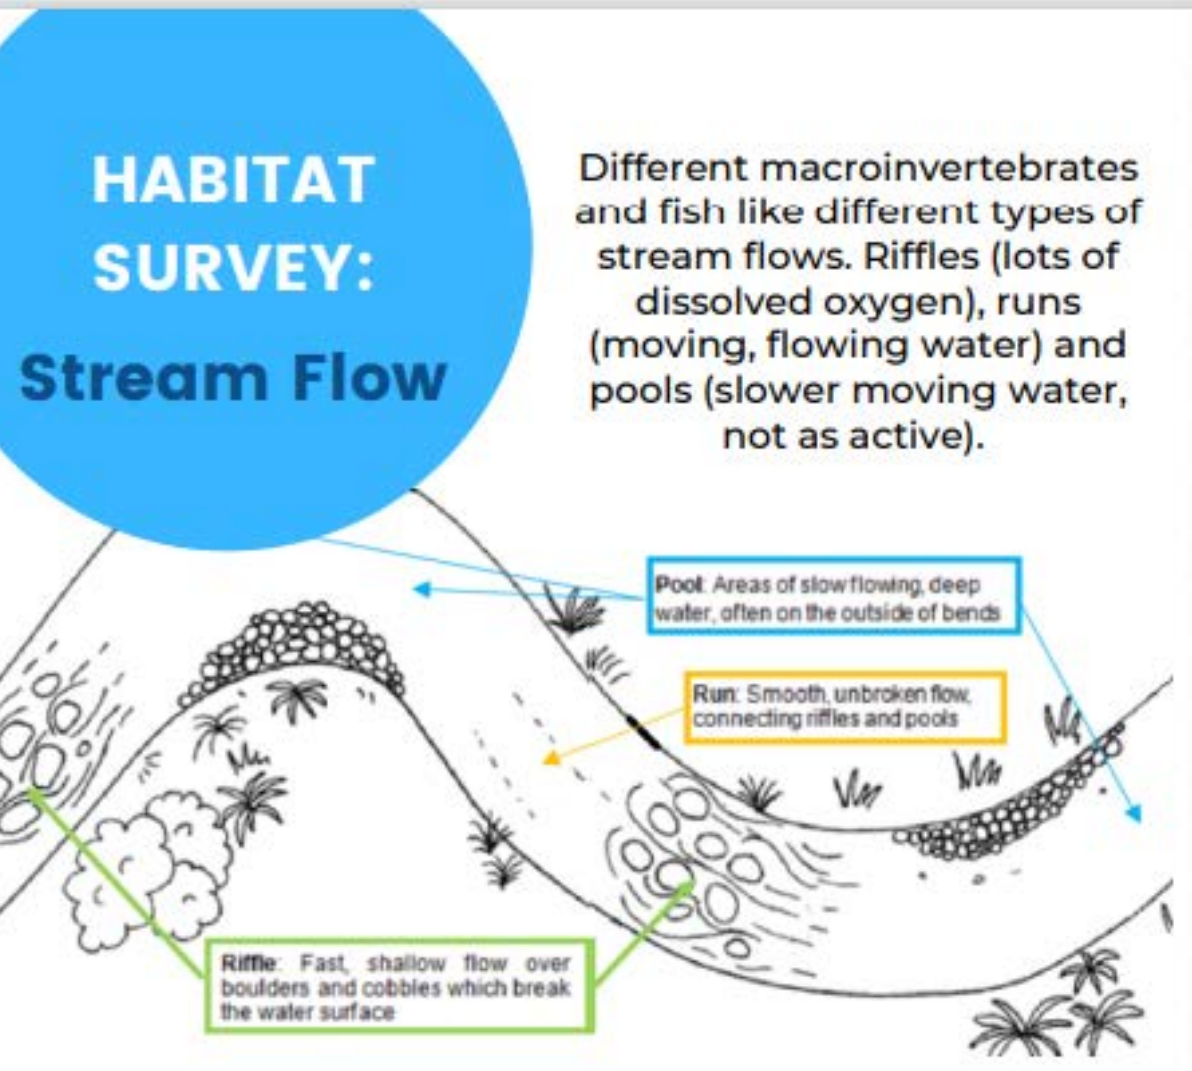 HABITAT
SURVEY:
Stream Flow
Different macroinvertebrates
and fish like different types of
stream flows. Riffles (lots of
dissolved oxygen), runs
(moving, flowing water) and
pools (slower moving water,
not as active).
Pool: Areas of slow flowing, deep
water, often on the outside of bends
Run: Smooth, unbroken flow,
connecting riffles and pools
Riffle: Fast, shallow flow over
boulders and cobbles which break
the water surface